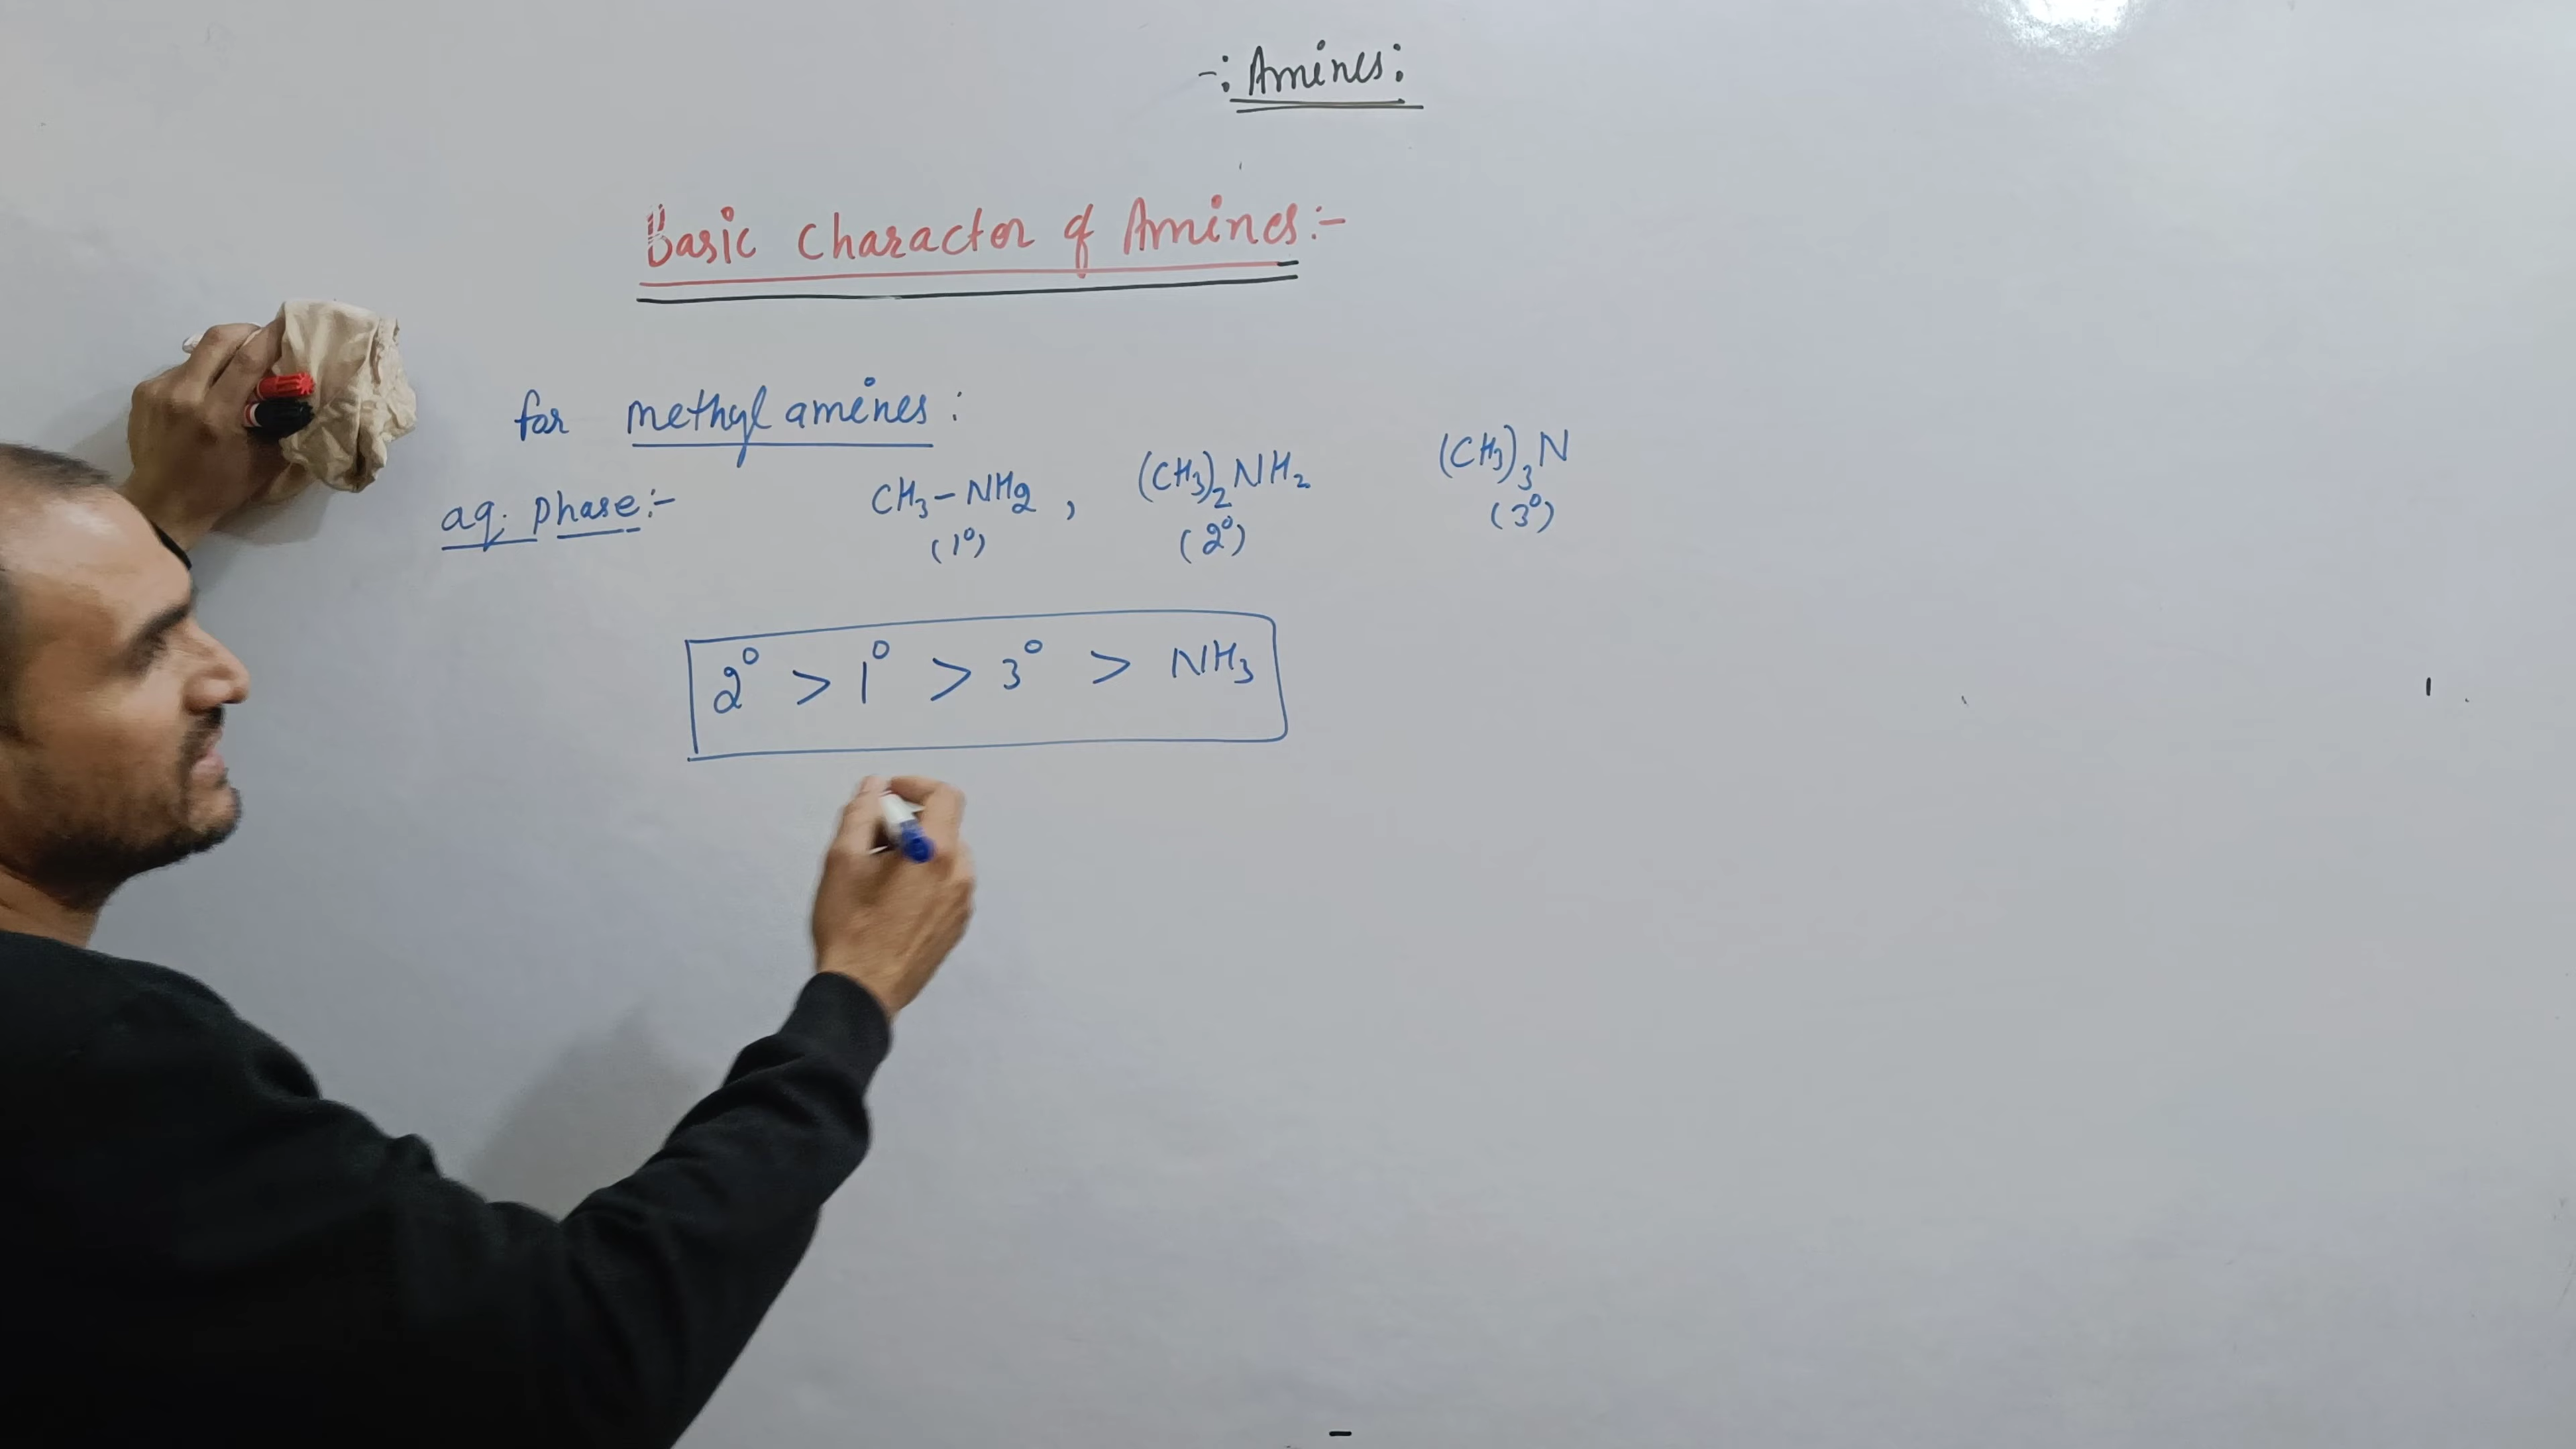 -: Amines:
Basic Character of Amines:-
for methyl amines:
aq. phase:- CH₃-NH₂, (CH₃)₂NH₂ (CH₃)₃N
(1°) (2°) (3°)
2° > 1° > 3° > NH₃